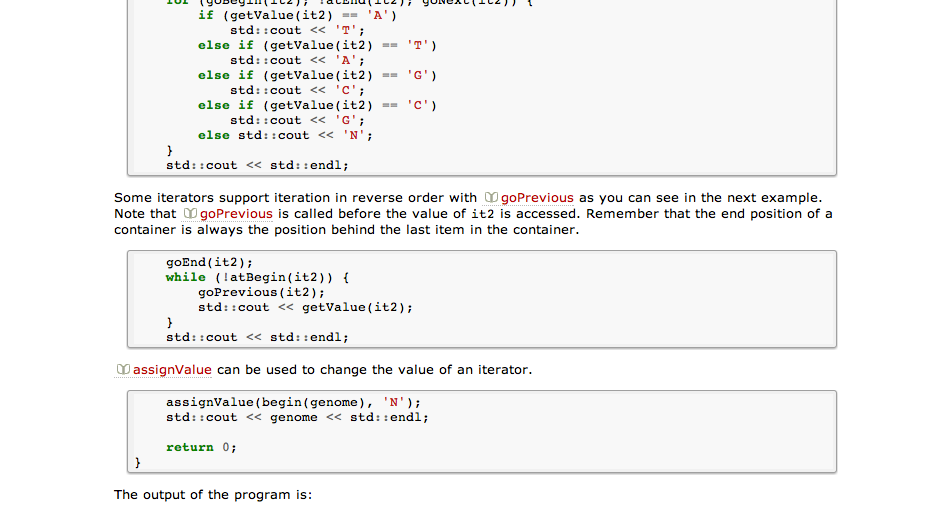 for (goBegin(it2); !atEnd(it2); goNext(it2)) {
if (getValue(it2) == 'A')
std::cout << 'T';
else if (getValue(it2) == 'T')
std::cout << 'A';
else if (getValue(it2) == 'G')
std::cout << 'C';
else if (getValue(it2) == 'C')
std::cout << 'G';
else std::cout << 'N';
}
std::cout << std::endl;
Some iterators support iteration in reverse order with goPrevious as you can see in the next example.
Note that goPrevious is called before the value of it2 is accessed. Remember that the end position of a
container is always the position behind the last item in the container.
goEnd(it2);
while (!atBegin(it2)) {
goPrevious(it2);
std::cout << getValue(it2);
}
std::cout << std::endl;
assignValue can be used to change the value of an iterator.
assignValue(begin(genome), 'N');
std::cout << genome << std::endl;
return 0;
}
The output of the program is: